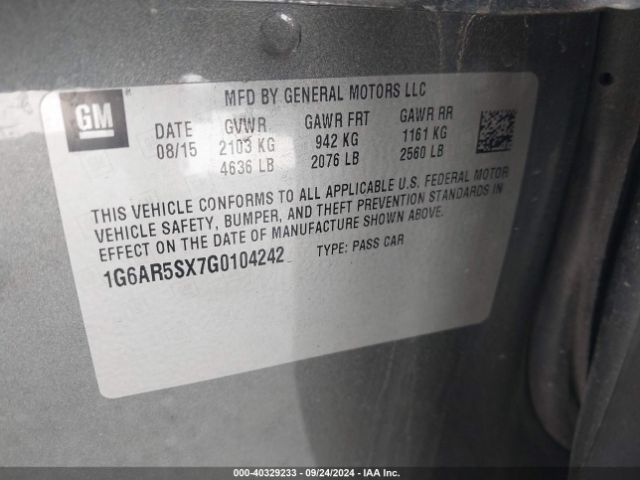 GM
MFD BY GENERAL MOTORS LLC
DATE GVWR GAWR FRT GAWR RR
08/15 2103 KG 942 KG 1161 KG
4636 LB 2076 LB 2560 LB
THIS VEHICLE CONFORMS TO ALL APPLICABLE U.S. FEDERAL MOTOR
VEHICLE SAFETY, BUMPER, AND THEFT PREVENTION STANDARDS IN
EFFECT ON THE DATE OF MANUFACTURE SHOWN ABOVE.
1G6AR5SX7G0104242 TYPE: PASS CAR
000-40329233 - 09/24/2024 - IAA Inc.